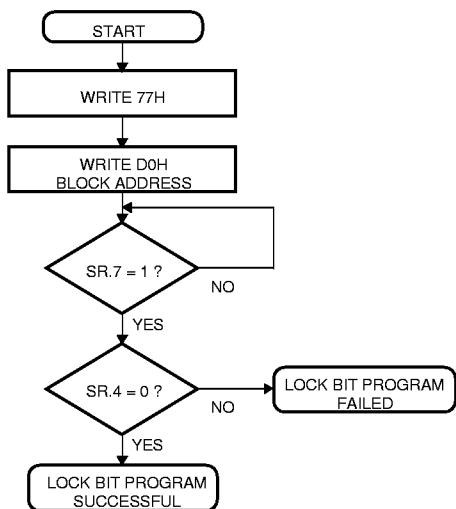 START
WRITE 77H
WRITE D0H
BLOCK ADDRESS
SR.7 = 1 ?
NO
YES
SR.4 = 0 ?
NO
LOCK BIT PROGRAM
FAILED
YES
LOCK BIT PROGRAM
SUCCESSFUL